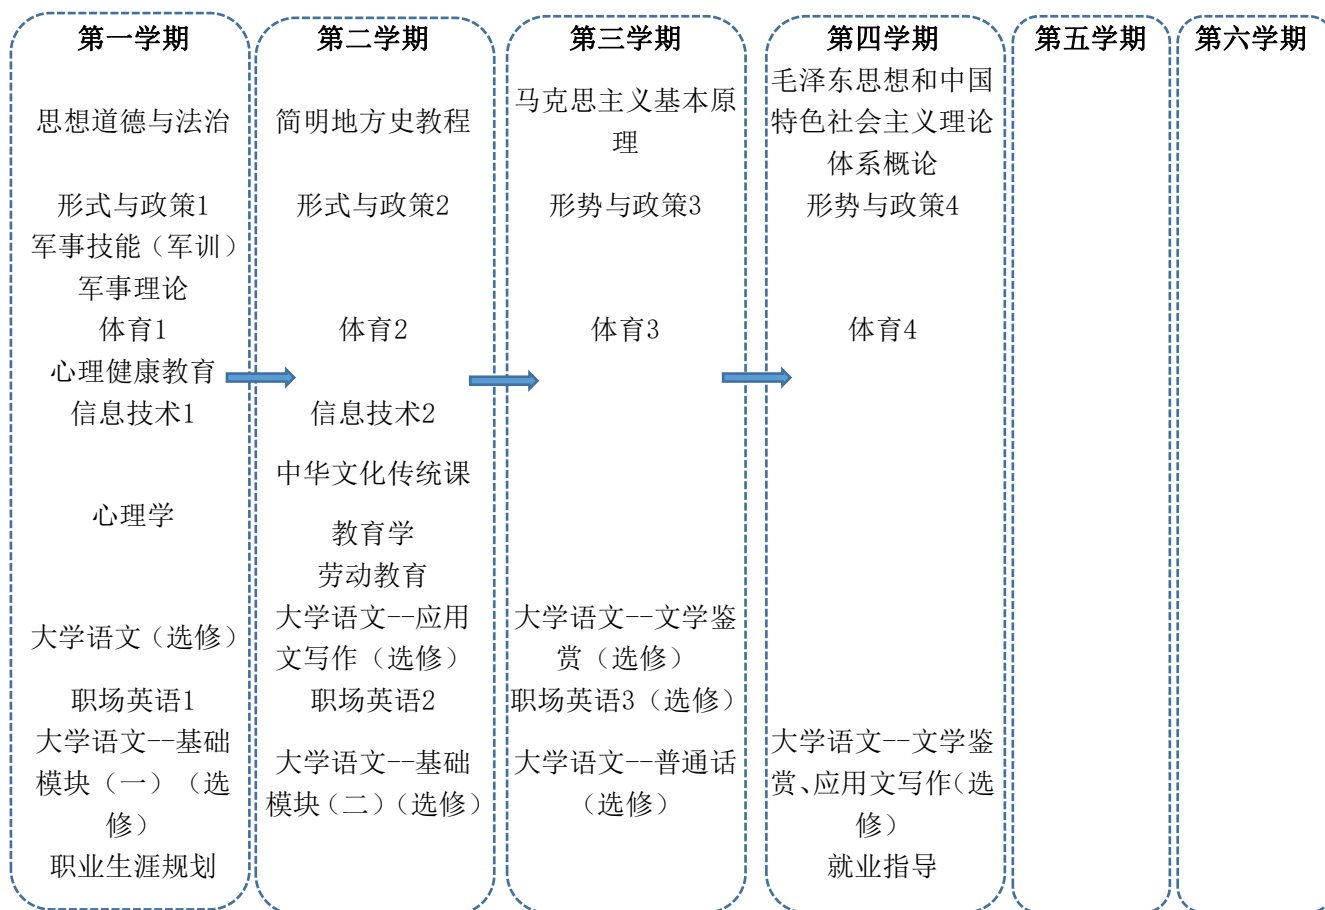 第一学期
思想道德与法治
形式与政策1
军事技能（军训）
军事理论
体育1
心理健康教育
信息技术1
心理学
大学语文（选修）
职场英语1
大学语文--基础
模块（一）（选
修）
职业生涯规划
第二学期
简明地方史教程
形式与政策2
体育2
信息技术2
中华文化传统课
教育学
劳动教育
大学语文--应用
文写作（选修）
职场英语2
大学语文--基础
模块（二）（选修）
第三学期
马克思主义基本原
理
形势与政策3
体育3
大学语文--文学鉴
赏（选修）
职场英语3（选修）
大学语文--普通话
（选修）
第四学期
毛泽东思想和中国
特色社会主义理论
体系概论
形势与政策4
体育4
大学语文--文学鉴
赏、应用文写作（选
修）
就业指导
第五学期
第六学期